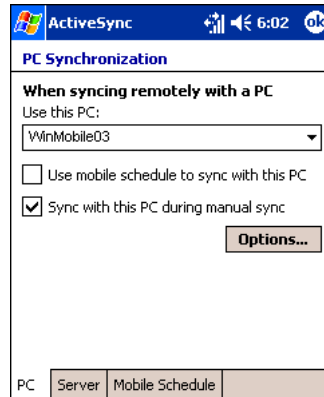 ActiveSync 6:02 ok
PC Synchronization
When syncing remotely with a PC
Use this PC:
WinMobile03
Use mobile schedule to sync with this PC
Sync with this PC during manual sync
Options...
PC Server Mobile Schedule